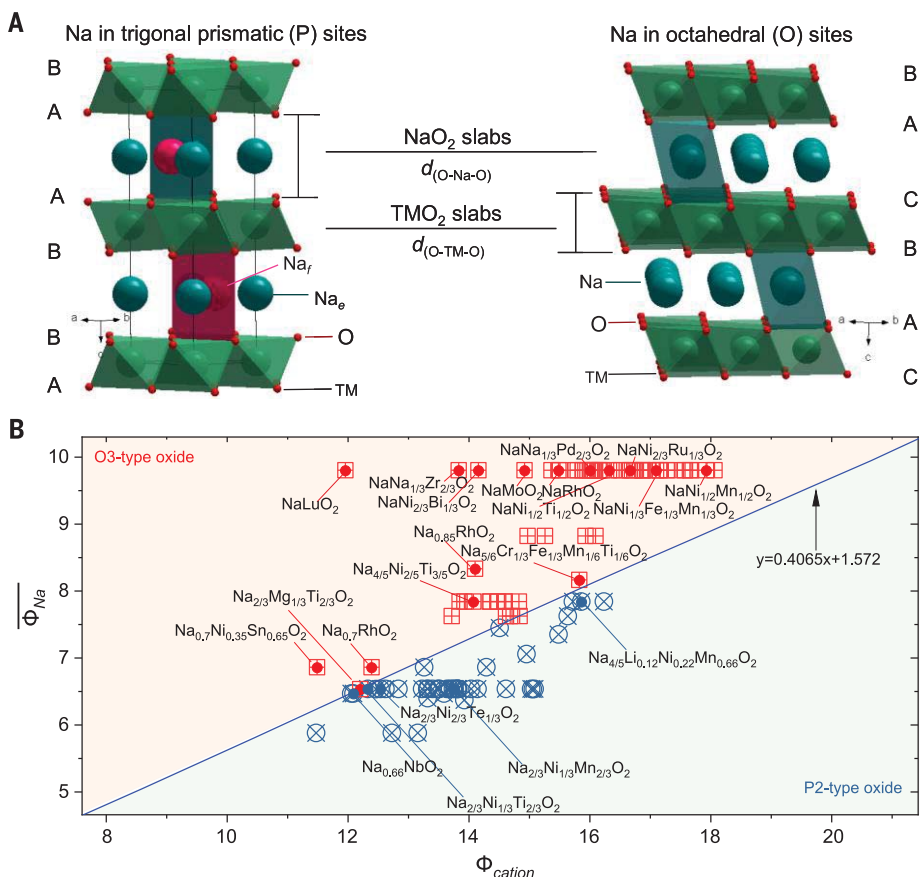 A
Na in trigonal prismatic (P) sites
Na in octahedral (O) sites
B
A
A
B
B
A
NaO₂ slabs
d(O-Na-O)
TMO₂ slabs
d(O-TM-O)
Na_f
Na_e
O
TM
a
b
c
B
A
C
B
A
C
Na
O
TM
a
b
c
B
O3-type oxide
NaNa₁/₃Pd₂/₃O₂
NaNi₂/₃Ru₁/₃O₂
NaNa₁/₃Zr₂/₃O₂
NaNi₂/₃Bi₁/₃O₂
NaMoO₂
NaRhO₂
NaNi₁/₂Mn₁/₂O₂
NaLuO₂
NaNi₁/₂Ti₁/₂O₂
NaNi₁/₃Fe₁/₃Mn₁/₃O₂
Na₀.₈₅RhO₂
Na₅/₆Cr₁/₃Fe₁/₃Mn₁/₆Ti₁/₆O₂
Na₄/₅Ni₂/₅Ti₃/₅O₂
y=0.4065x+1.572
Na₂/₃Mg₁/₃Ti₂/₃O₂
Na₀.₇Ni₀.₃₅Sn₀.₆₅O₂
Na₀.₇RhO₂
Na₄/₅Li₀.₁₂Ni₀.₂₂Mn₀.₆₆O₂
Na₂/₃Ni₂/₃Te₁/₃O₂
Na₀.₆₆NbO₂
Na₂/₃Ni₁/₃Mn₂/₃O₂
Na₂/₃Ni₁/₃Ti₂/₃O₂
P2-type oxide
10
9
8
7
6
5
Φ_Na
8 10 12 14 16 18 20
Φ_cation